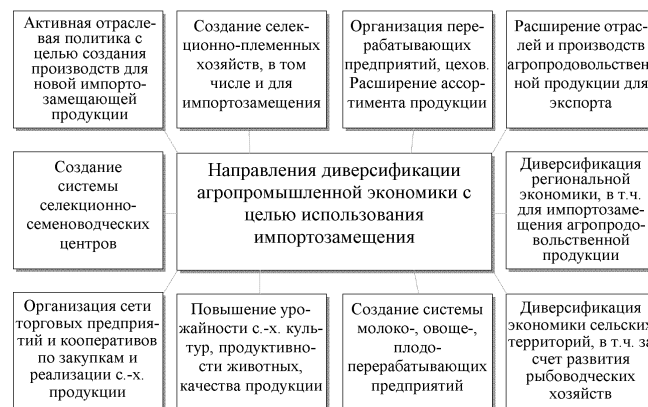 Активная отрасле-
вая политика с
целью создания
производств для
новой импорто-
замещающей
продукции
Создание селек-
ционно-племенных
хозяйств, в том
числе и для
импортозамещения
Организация пере-
рабатывающих
предприятий, цехов.
Расширение ассор-
тимента продукции
Расширение отрас-
лей и производств
агропродовольствен
ной продукции для
экспорта
Создание
системы
селекционно-
семеноводческих
центров
Направления диверсификации
агропромышленной экономики с
целью использования
импортозамещения
Диверсификация
региональной
экономики, в т.ч.
для импортозаме-
щения агропродо-
вольственной
продукции
Организация сети
торговых предприя-
тий и кооперативов
по закупкам и
реализации с.-х.
продукции
Повышение уро-
жайности с.-х. куль-
тур, продуктивно-
сти животных,
качества продукции
Создание системы
молоко-, овоще-,
плодо-
перерабатывающих
предприятий
Диверсификация
экономики сельских
территорий, в т.ч. за
счет развития
рыбоводческих
хозяйств